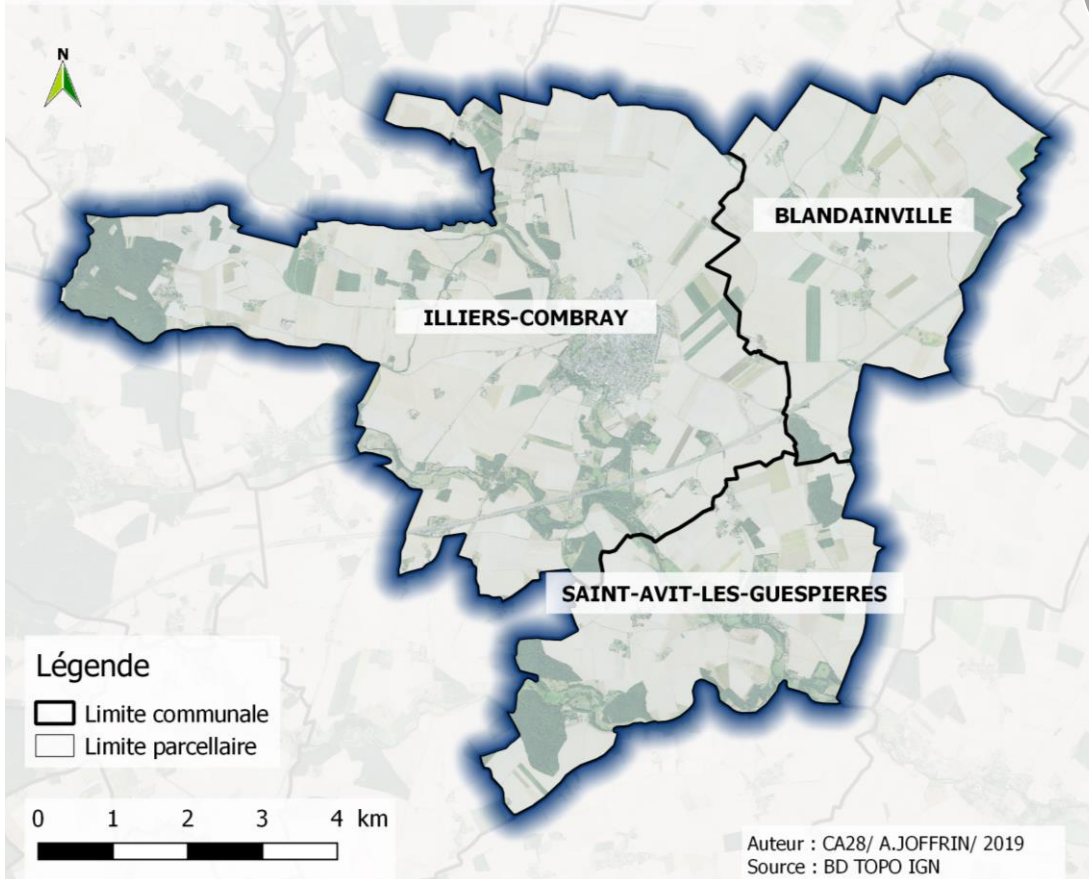 N
BLANDAINVILLE
ILLIERS-COMBRAY
SAINT-AVIT-LES-GUESPIERES
Légende
Limite communale
Limite parcellaire
0 1 2 3 4 km
Auteur : CA28/ A.JOFFRIN/ 2019
Source : BD TOPO IGN